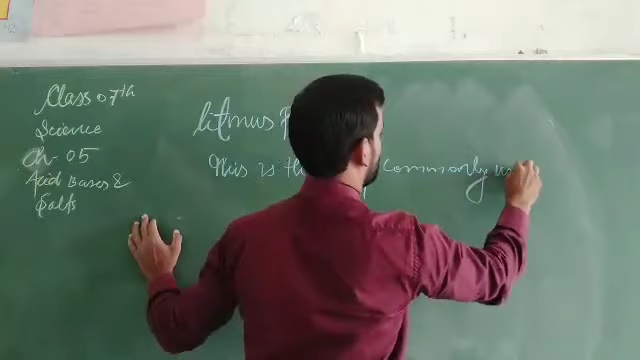 Class 07th
Science
Ch- 05
Acid Bases &
Salts
litmus
This is commonly